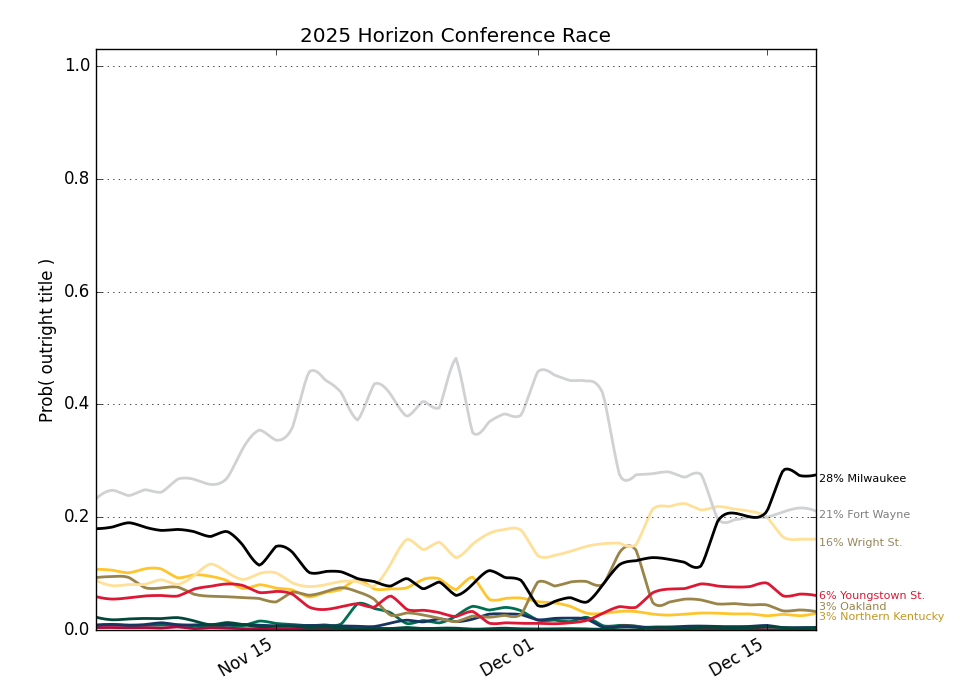 2025 Horizon Conference Race
1.0
0.8
0.6
0.4
0.2
0.0
Prob( outright title )
28% Milwaukee
21% Fort Wayne
16% Wright St.
6% Youngstown St.
3% Oakland
3% Northern Kentucky
Nov 15
Dec 01
Dec 15